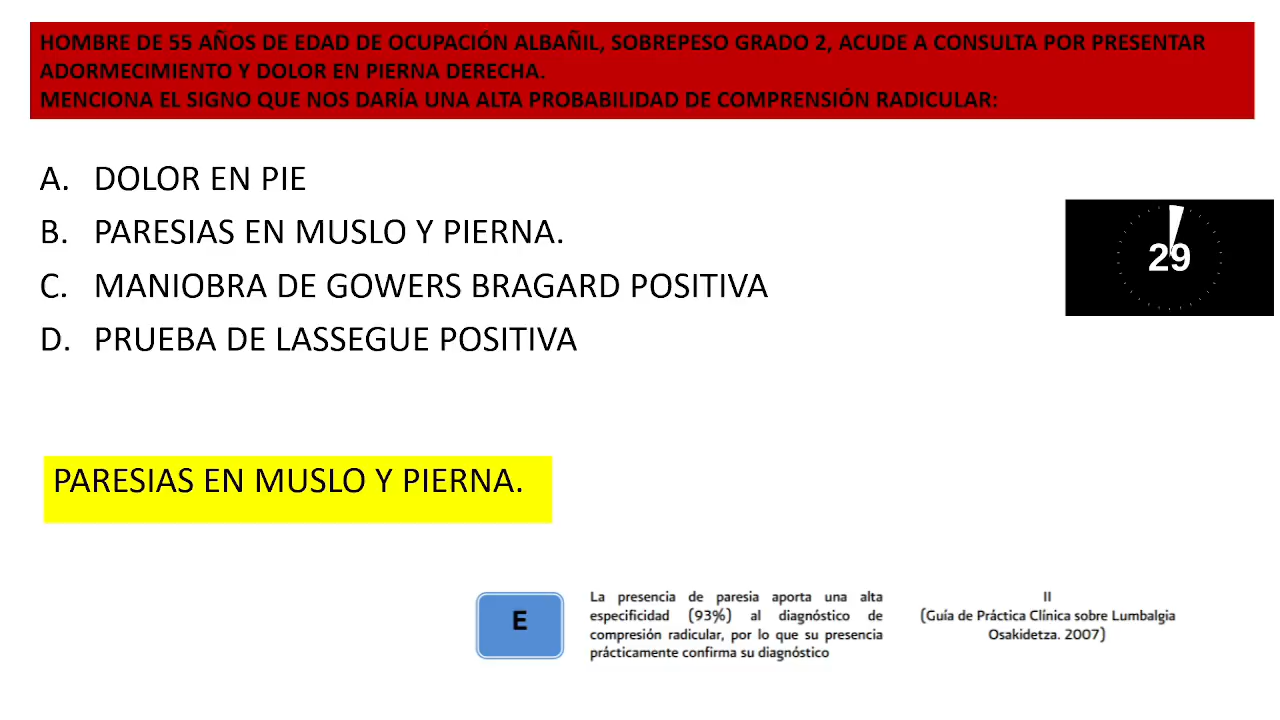 HOMBRE DE 55 AÑOS DE EDAD DE OCUPACIÓN ALBAÑIL, SOBREPESO GRADO 2, ACUDE A CONSULTA POR PRESENTAR
ADORMECIMIENTO Y DOLOR EN PIERNA DERECHA.
MENCIONA EL SIGNO QUE NOS DARÍA UNA ALTA PROBABILIDAD DE COMPRENSIÓN RADICULAR:
A. DOLOR EN PIE
B. PARESIAS EN MUSLO Y PIERNA.
C. MANIOBRA DE GOWERS BRAGARD POSITIVA
D. PRUEBA DE LASSEGUE POSITIVA
29
PARESIAS EN MUSLO Y PIERNA.
E
La presencia de paresia aporta una alta
especificidad (93%) al diagnóstico de
compresión radicular, por lo que su presencia
prácticamente confirma su diagnóstico
II
(Guía de Práctica Clínica sobre Lumbalgia
Osakidetza. 2007)